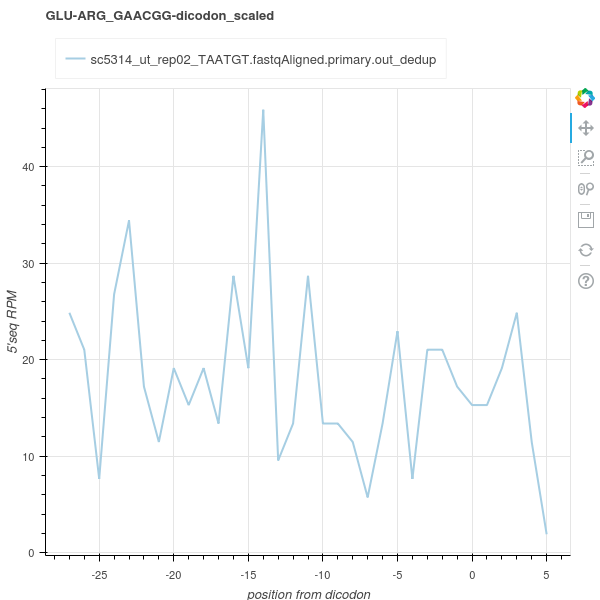 GLU-ARG_GAACGG-dicodon_scaled
sc5314_ut_rep02_TAATGT.fastqAligned.primary.out_dedup
40
30
20
10
0
5'seq RPM
-25 -20 -15 -10 -5 0 5
position from dicodon